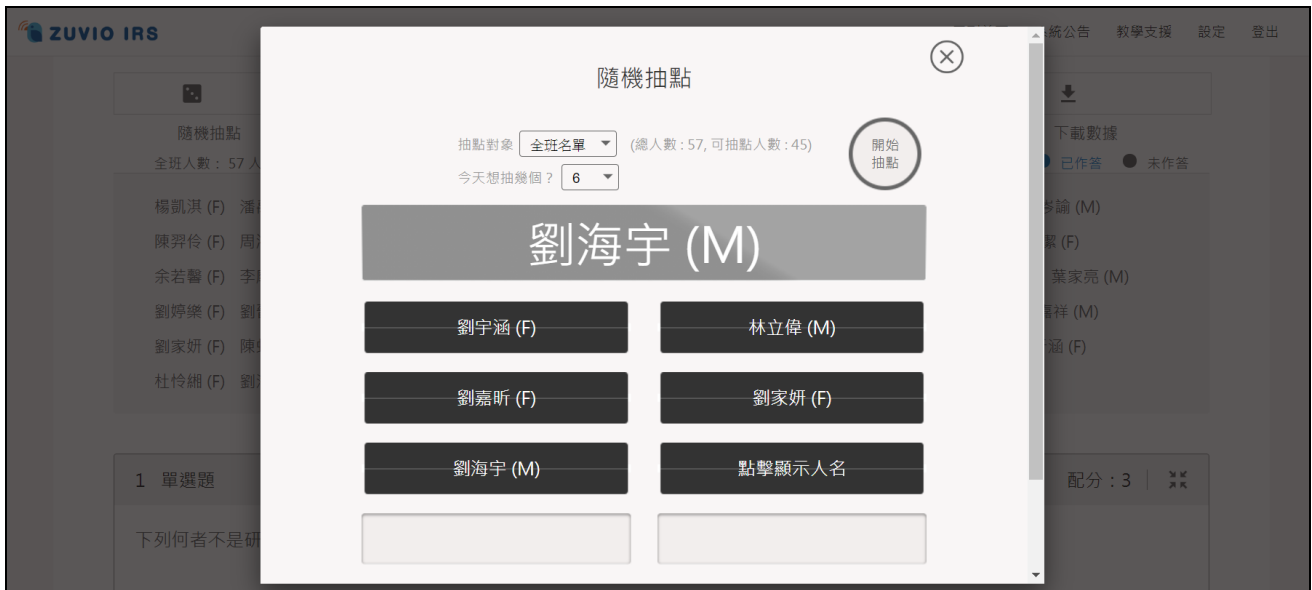 ZUVIO IRS
統公告 教學支援 設定 登出
隨機抽點
抽點對象 全班名單 (總人數 : 57, 可抽點人數 : 45)
今天想抽幾個？ 6
開始
抽點
劉海宇 (M)
劉宇涵 (F) 林立偉 (M)
劉嘉昕 (F) 劉家妍 (F)
劉海宇 (M) 點擊顯示人名
隨機抽點
全班人數： 57 人
下載數據
已作答 未作答
楊凱淇 (F) 諭 (M)
陳羿伶 (F) (F)
余若馨 (F) 葉家亮 (M)
劉婷樂 (F) 祥 (M)
劉家妍 (F) 涵 (F)
杜怜緗 (F)
1 單選題 配分 : 3
下列何者不是研